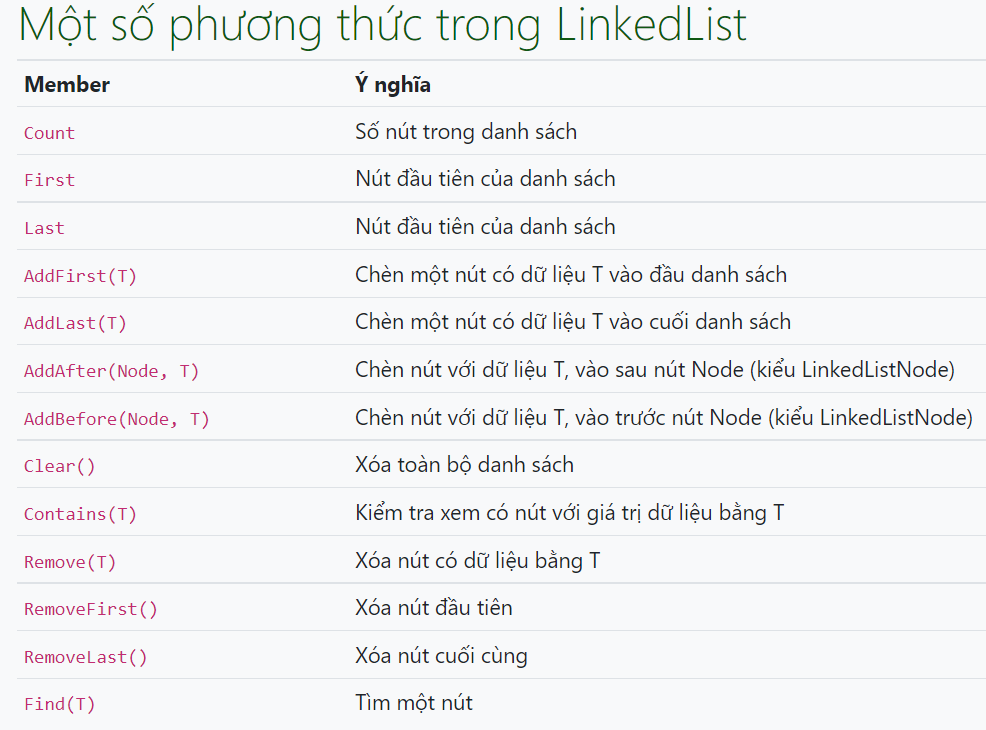 Một số phương thức trong LinkedList
Member Ý nghĩa
Count Số nút trong danh sách
First Nút đầu tiên của danh sách
Last Nút đầu tiên của danh sách
AddFirst(T) Chèn một nút có dữ liệu T vào đầu danh sách
AddLast(T) Chèn một nút có dữ liệu T vào cuối danh sách
AddAfter(Node, T) Chèn nút với dữ liệu T, vào sau nút Node (kiểu LinkedListNode)
AddBefore(Node, T) Chèn nút với dữ liệu T, vào trước nút Node (kiểu LinkedListNode)
Clear() Xóa toàn bộ danh sách
Contains(T) Kiểm tra xem có nút với giá trị dữ liệu bằng T
Remove(T) Xóa nút có dữ liệu bằng T
RemoveFirst() Xóa nút đầu tiên
RemoveLast() Xóa nút cuối cùng
Find(T) Tìm một nút